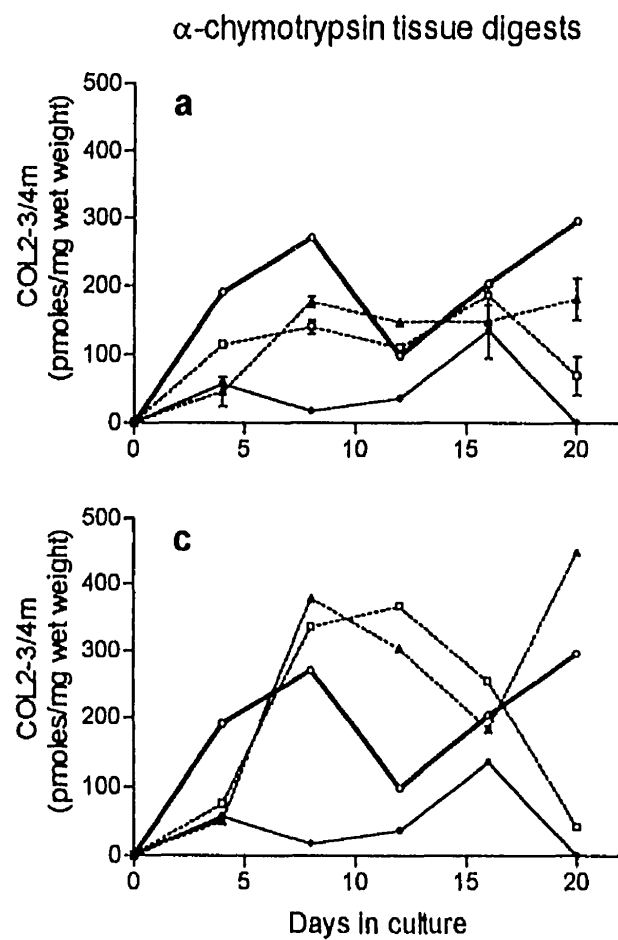 α-chymotrypsin tissue digests
a
COL2-3/4m
(pmoles/mg wet weight)
500
400
300
200
100
0
0 5 10 15 20
c
COL2-3/4m
(pmoles/mg wet weight)
500
400
300
200
100
0
0 5 10 15 20
Days in culture